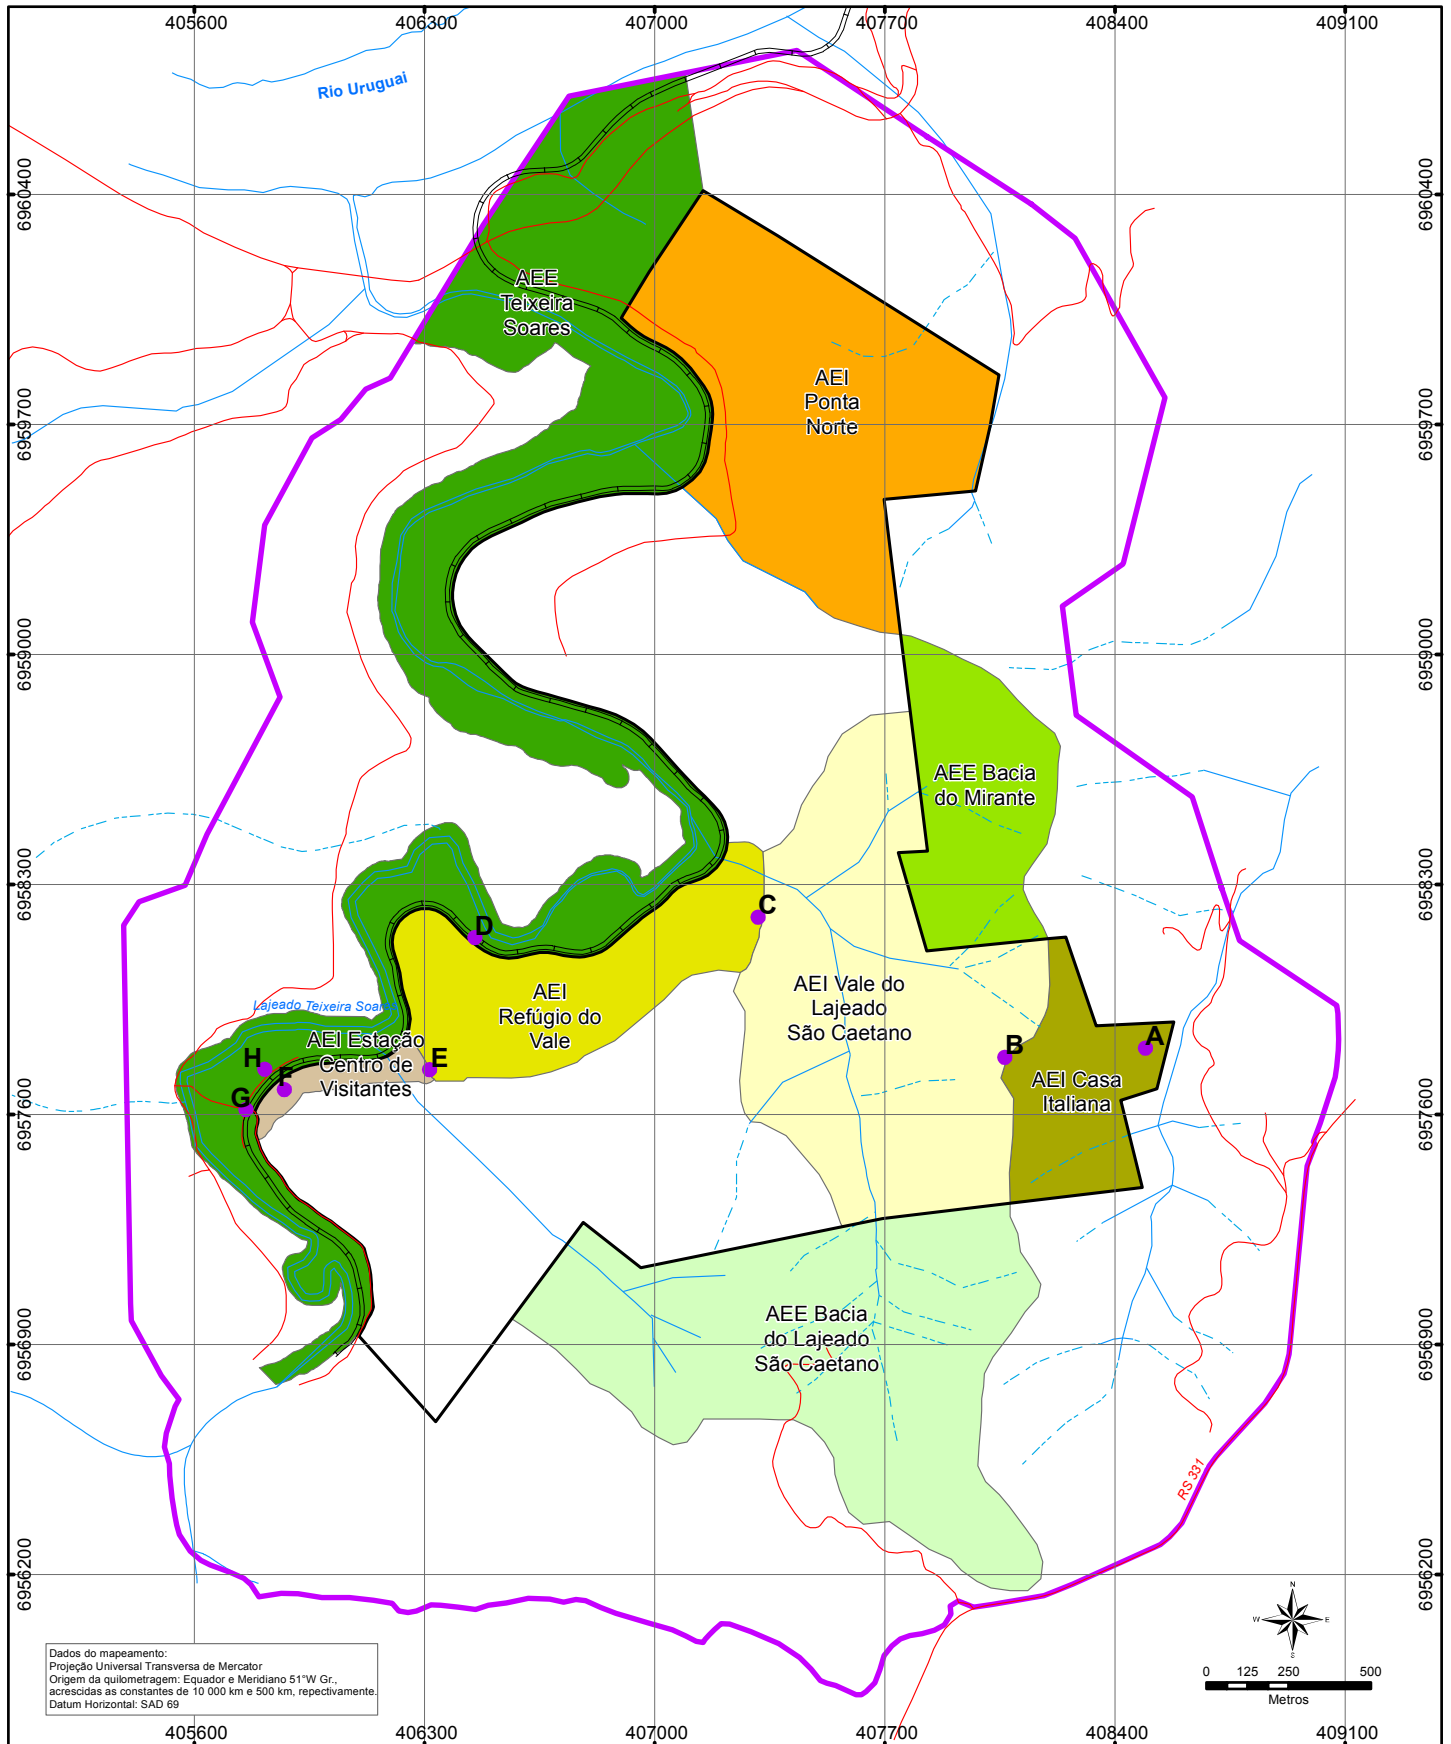 405600 406300 407000 407700 408400 409100
Rio Uruguai
6960400 6960400
AEE
Teixeira
Soares
AEI
Ponta
Norte
6959700 6959700
6959000 6959000
AEE Bacia
do Mirante
6958300 6958300
C
D
AEI Vale do
Lajeado
São Caetano
AEI
Refúgio do
Vale
Lajeado Teixeira Soares
AEI Estação
Centro de
Visitantes
A
B
E
H
F
G
AEI Casa
Italiana
6957600 6957600
AEE Bacia
do Lajeado
São Caetano
6956900 6956900
RS 331
6956200 6956200
N
W E
S
Dados do mapeamento:
Projeção Universal Transversa de Mercator
Origem da quilometragem: Equador e Meridiano 51°W Gr.,
acrescidas as constantes de 10 000 km e 500 km, repectivamente.
Datum Horizontal: SAD 69
0 125 250 500
Metros
405600 406300 407000 407700 408400 409100